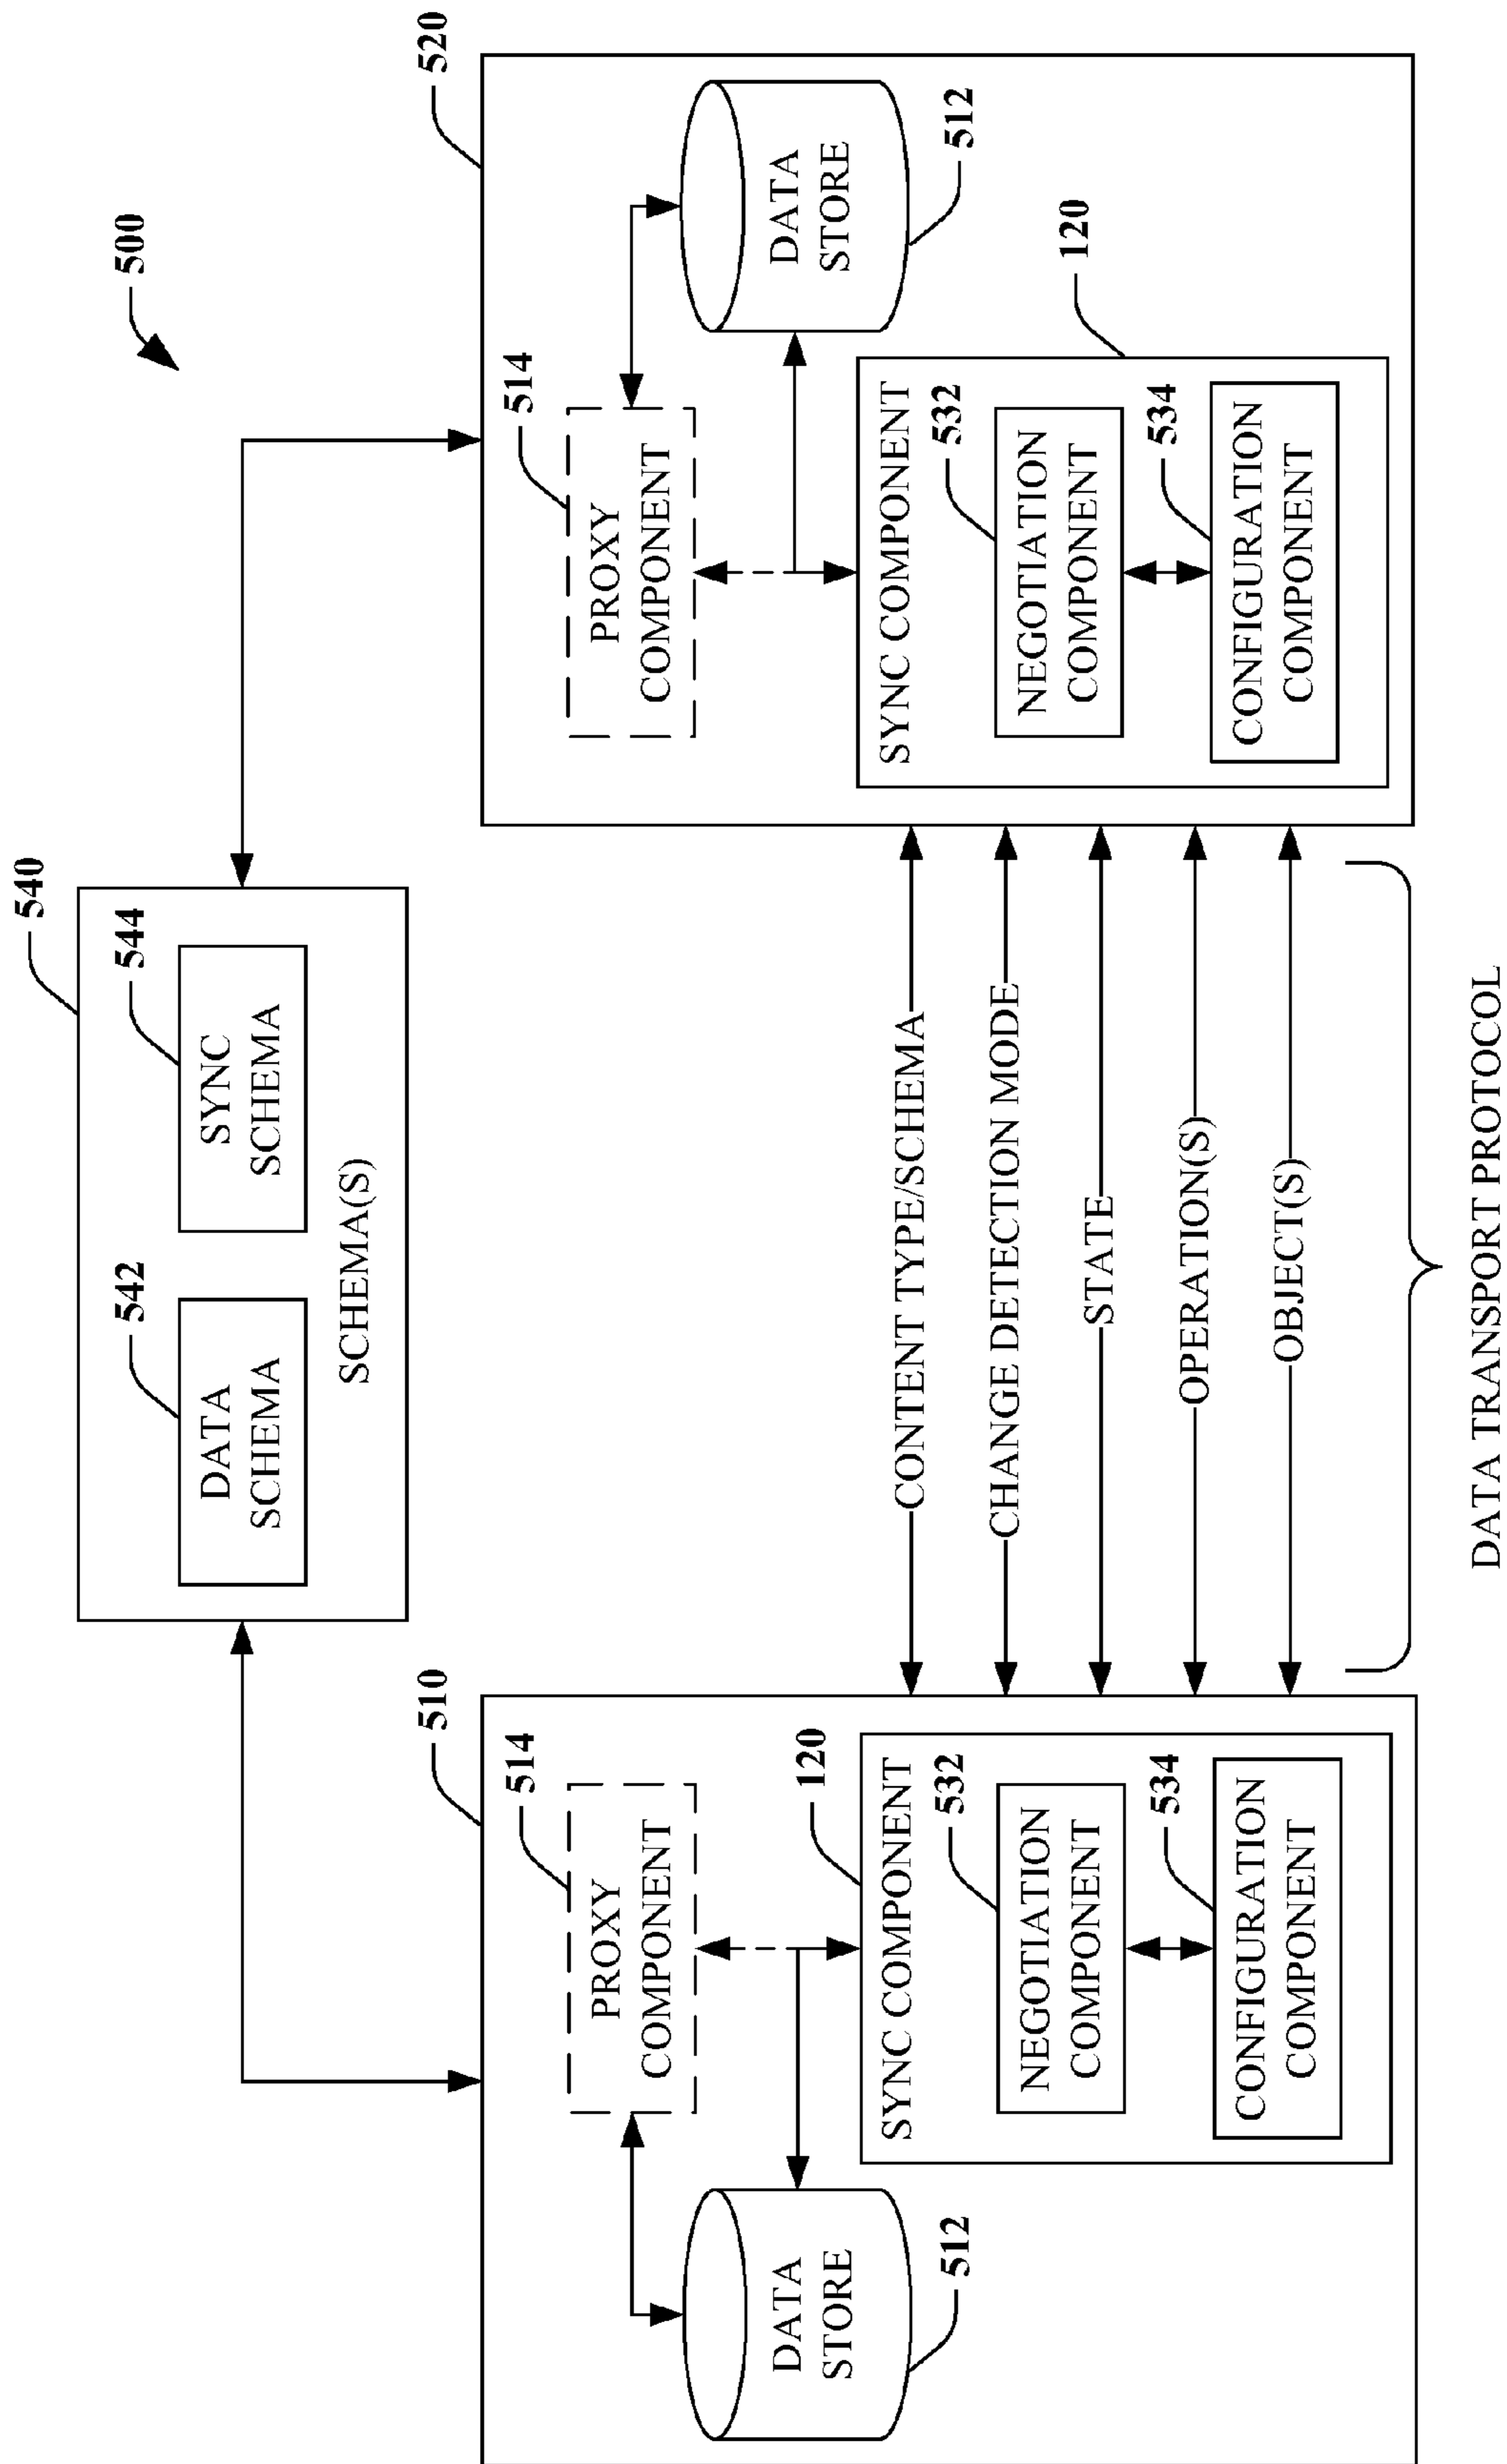 500
540
542
544
DATA
SCHEMA
SYNC
SCHEMA
SCHEMA(S)
510
514
PROXY
COMPONENT
DATA
STORE
512
120
SYNC COMPONENT
532
NEGOTIATION
COMPONENT
534
CONFIGURATION
COMPONENT
CONTENT TYPE/SCHEMA
CHANGE DETECTION MODE
STATE
OPERATION(S)
OBJECT(S)
DATA TRANSPORT PROTOCOL
520
514
PROXY
COMPONENT
DATA
STORE
512
120
SYNC COMPONENT
532
NEGOTIATION
COMPONENT
534
CONFIGURATION
COMPONENT